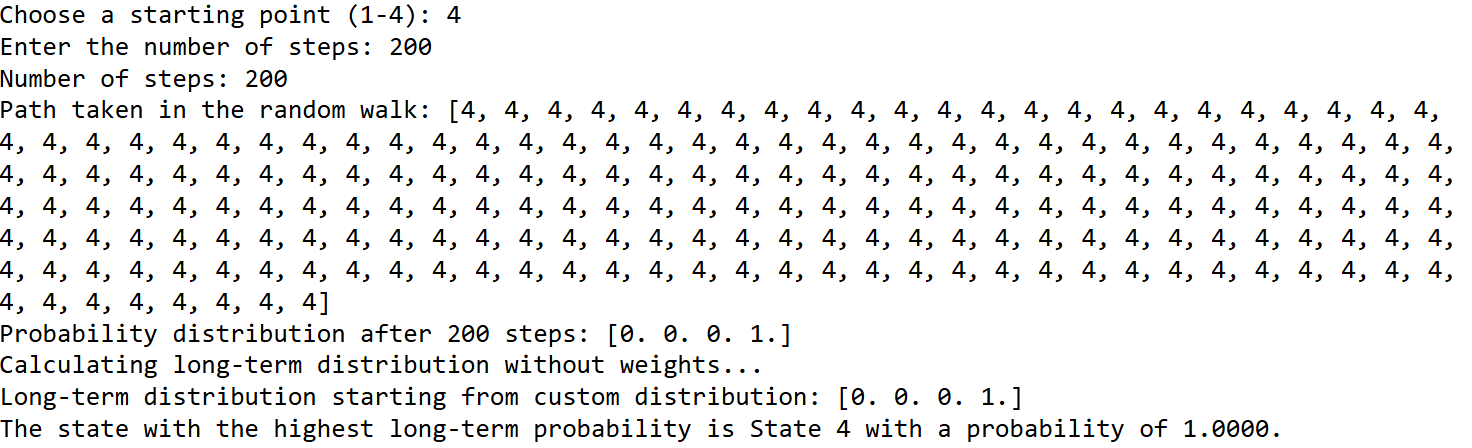 Choose a starting point (1-4): 4
Enter the number of steps: 200
Number of steps: 200
Path taken in the random walk: [4, 4, 4, 4, 4, 4, 4, 4, 4, 4, 4, 4, 4, 4, 4, 4, 4, 4, 4, 4, 4, 4, 4,
4, 4, 4, 4, 4, 4, 4, 4, 4, 4, 4, 4, 4, 4, 4, 4, 4, 4, 4, 4, 4, 4, 4, 4, 4, 4, 4, 4, 4, 4, 4, 4, 4, 4,
4, 4, 4, 4, 4, 4, 4, 4, 4, 4, 4, 4, 4, 4, 4, 4, 4, 4, 4, 4, 4, 4, 4, 4, 4, 4, 4, 4, 4, 4, 4, 4, 4, 4,
4, 4, 4, 4, 4, 4, 4, 4, 4, 4, 4, 4, 4, 4, 4, 4, 4, 4, 4, 4, 4, 4, 4, 4, 4, 4, 4, 4, 4, 4, 4, 4, 4, 4,
4, 4, 4, 4, 4, 4, 4, 4, 4, 4, 4, 4, 4, 4, 4, 4, 4, 4, 4, 4, 4, 4, 4, 4, 4, 4, 4, 4, 4, 4, 4, 4, 4, 4,
4, 4, 4, 4, 4, 4, 4, 4, 4, 4, 4, 4, 4, 4, 4, 4, 4, 4, 4, 4, 4, 4, 4, 4, 4, 4, 4, 4, 4, 4, 4, 4, 4, 4,
4, 4, 4, 4, 4, 4, 4, 4]
Probability distribution after 200 steps: [0. 0. 0. 1.]
Calculating long-term distribution without weights...
Long-term distribution starting from custom distribution: [0. 0. 0. 1.]
The state with the highest long-term probability is State 4 with a probability of 1.0000.